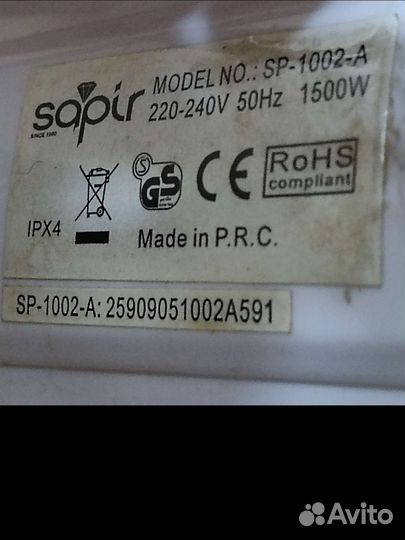 sapir
SINCE 1980
MODEL NO.: SP-1002-A
220-240V 50Hz 1500W
S
GS
CE
RoHS
compliant
IPX4
Made in P.R.C.
SP-1002-A: 25909051002A591
Avito